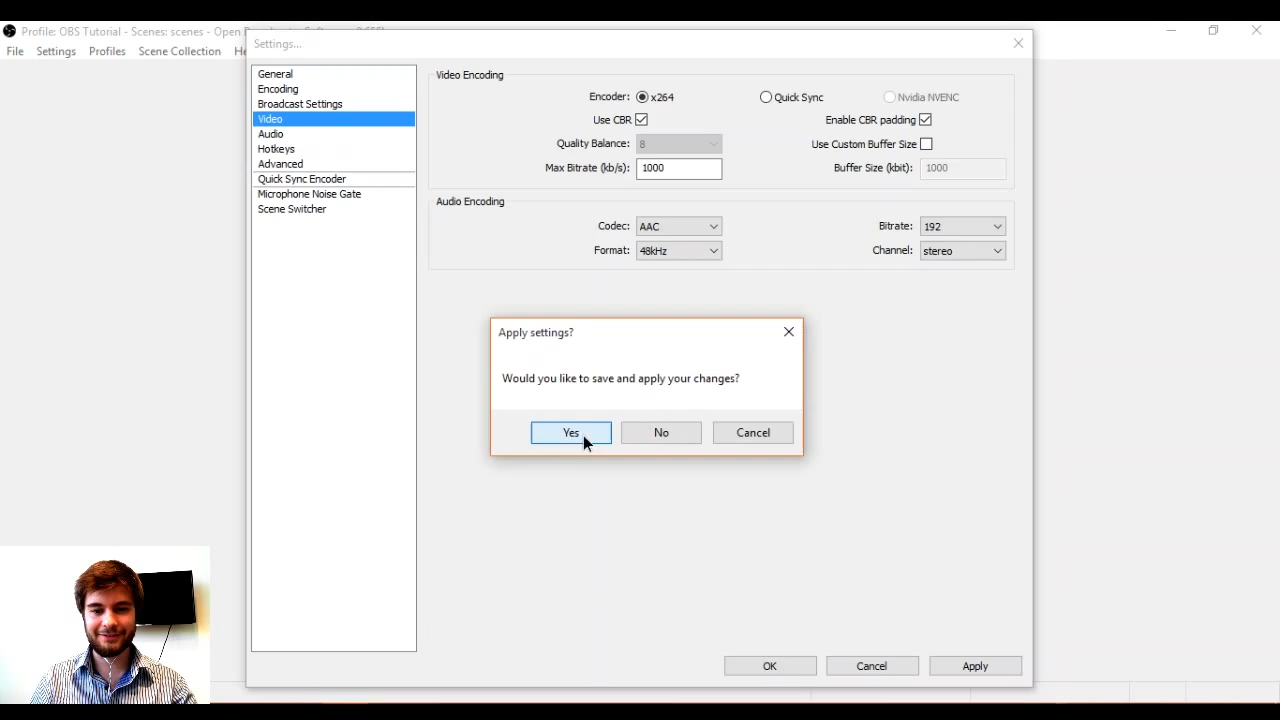 Profile: OBS Tutorial - Scenes: scenes - Open
File Settings Profiles Scene Collection He
Settings...
General
Encoding
Broadcast Settings
Video
Audio
Hotkeys
Advanced
Quick Sync Encoder
Microphone Noise Gate
Scene Switcher
Video Encoding
Encoder: x264 Quick Sync Nvidia NVENC
Use CBR Enable CBR padding
Quality Balance: 8 Use Custom Buffer Size
Max Bitrate (kb/s): 1000 Buffer Size (kbit): 1000
Audio Encoding
Codec: AAC Bitrate: 192
Format: 48kHz Channel: stereo
Apply settings?
Would you like to save and apply your changes?
Yes No Cancel
OK Cancel Apply